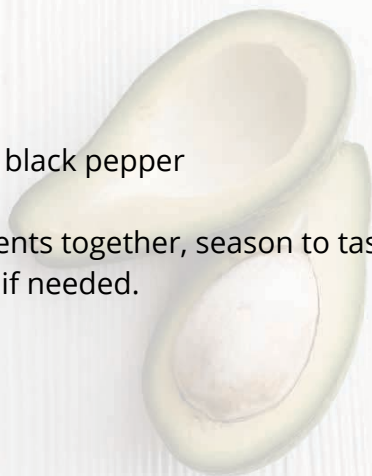 black pepper
ents together, season to tas
if needed.